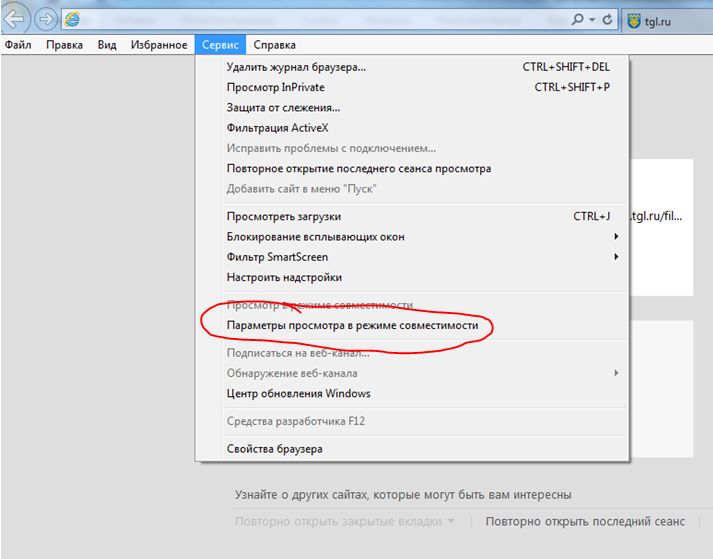 tgl.ru
Файл Правка Вид Избранное Сервис Справка
Удалить журнал браузера... CTRL+SHIFT+DEL
Просмотр InPrivate CTRL+SHIFT+P
Защита от слежения...
Фильтрация ActiveX
Исправить проблемы с подключением...
Повторное открытие последнего сеанса просмотра
Добавить сайт в меню "Пуск"
Просмотреть загрузки CTRL+J
.tgl.ru/fil...
Блокирование всплывающих окон
Фильтр SmartScreen
Настроить надстройки
Просмотр в режиме совместимости
Параметры просмотра в режиме совместимости
Подписаться на веб-канал...
Обнаружение веб-канала
Центр обновления Windows
Средства разработчика F12
Свойства браузера
Узнайте о других сайтах, которые могут быть вам интересны
Повторно открыть закрытые вкладки Повторно открыть последний сеанс